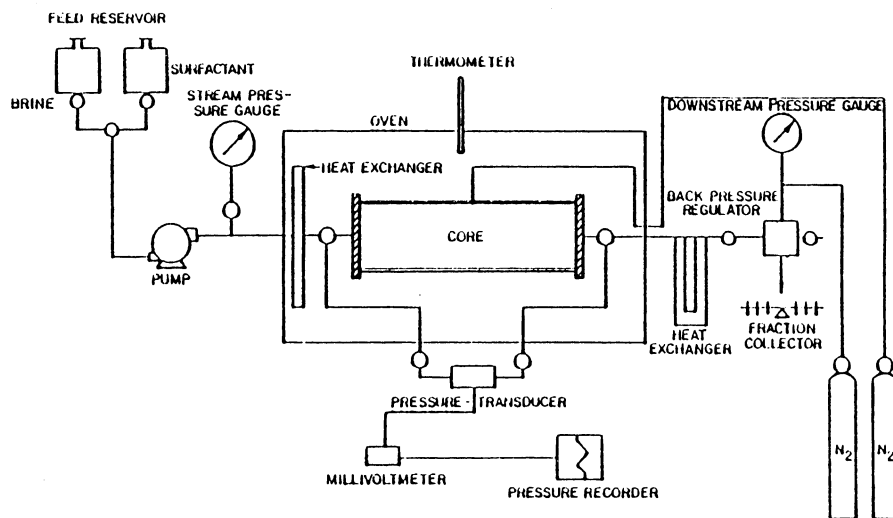 FEED RESERVOIR
SURFACTANT
BRINE
STREAM PRES-
SURE GAUGE
THERMOMETER
OVEN
DOWNSTREAM PRESSURE GAUGE
HEAT EXCHANGER
BACK PRESSURE
REGULATOR
CORE
PUMP
HEAT
EXCHANGER
FRACTION
COLLECTOR
PRESSURE - TRANSDUCER
MILLIVOLTMETER
PRESSURE RECORDER
N2
N2